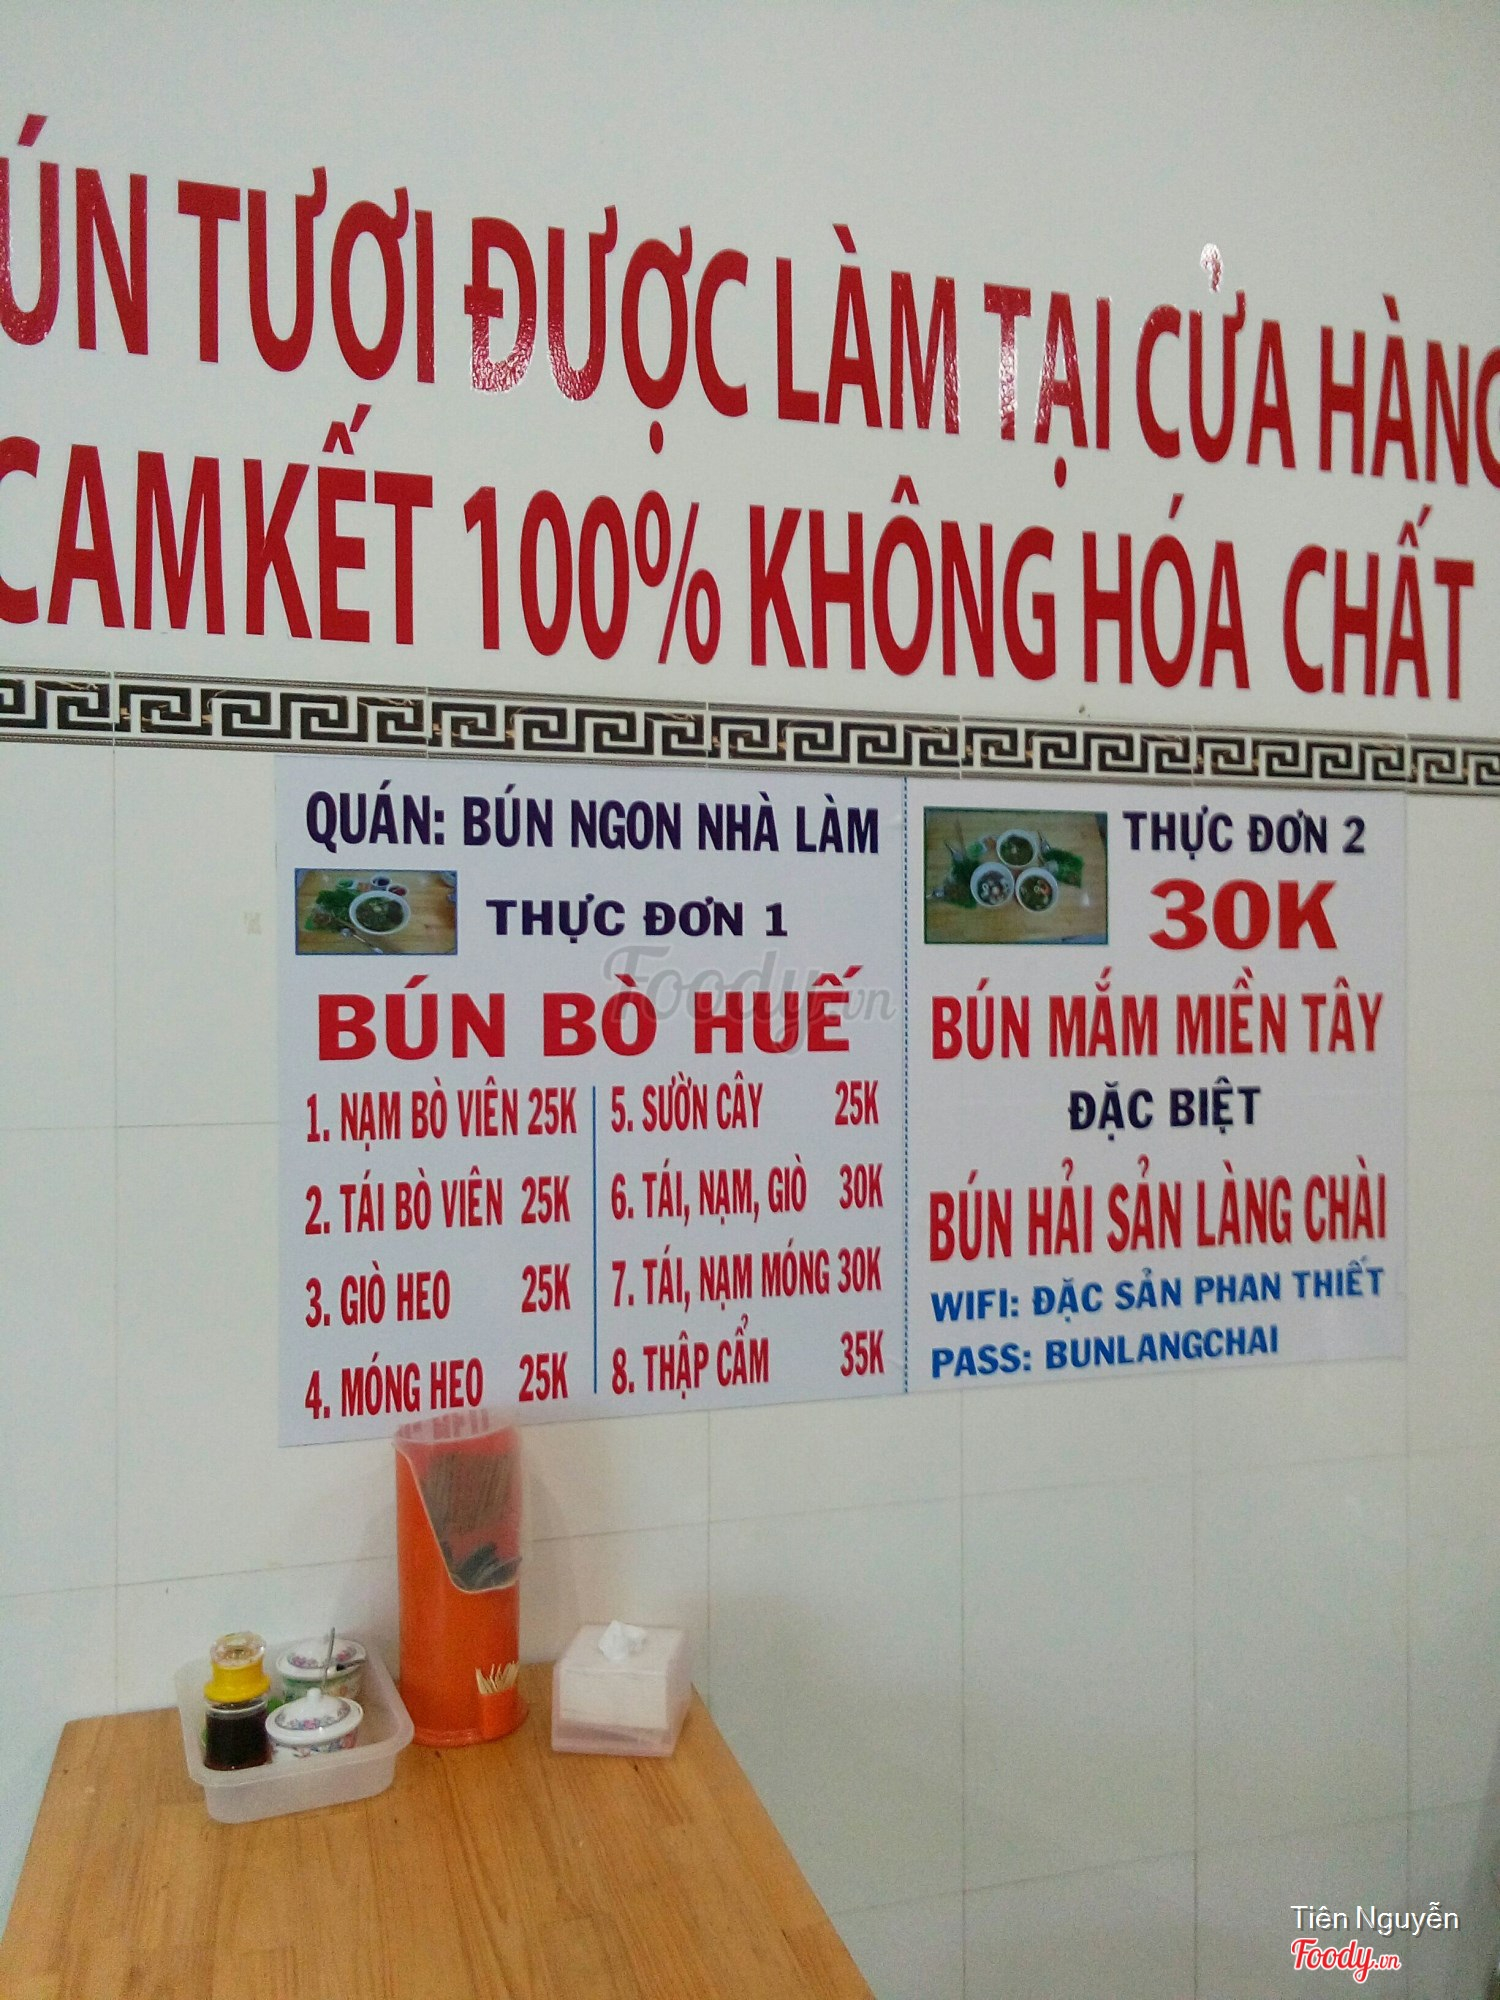 ÚN TƯƠI ĐƯỢC LÀM TẠI CỬA HÀNG
CAM KẾT 100% KHÔNG HÓA CHẤT
QUÁN: BÚN NGON NHÀ LÀM
THỰC ĐƠN 1
BÚN BÒ HUẾ
1. NẠM BÒ VIÊN 25K
2. TÁI BÒ VIÊN 25K
3. GIÒ HEO 25K
4. MÓNG HEO 25K
5. SƯỜN CÂY 25K
6. TÁI, NẠM, GIÒ 30K
7. TÁI, NẠM MÓNG 30K
8. THẬP CẨM 35K
THỰC ĐƠN 2
30K
BÚN MẮM MIỀN TÂY
ĐẶC BIỆT
BÚN HẢI SẢN LÀNG CHÀI
WIFI: ĐẶC SẢN PHAN THIẾT
PASS: BUNLANGCHAI
Foody.vn
Tiên Nguyễn
Foody.vn